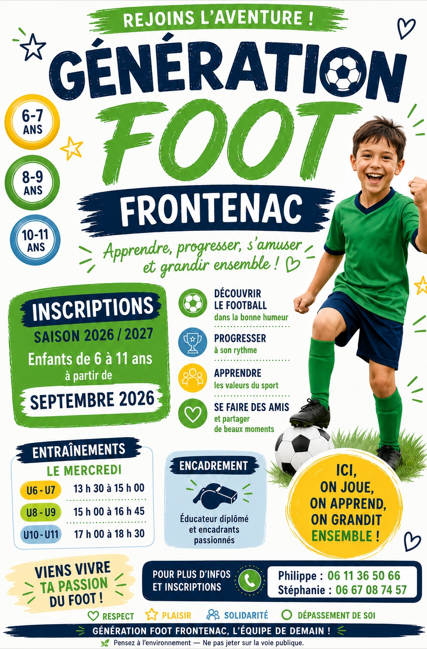 REJOINS L'AVENTURE !
GÉNÉRATION
FOOT
FRONTENAC
Apprendre, progresser, s'amuser
et grandir ensemble !
6-7
ANS
8-9
ANS
10-11
ANS
INSCRIPTIONS
SAISON 2026 / 2027
Enfants de 6 à 11 ans
à partir de
SEPTEMBRE 2026
DÉCOUVRIR
LE FOOTBALL
dans la bonne humeur
PROGRESSER
à son rythme
APPRENDRE
les valeurs du sport
SE FAIRE DES AMIS
et partager
de beaux moments
ENTRAÎNEMENTS
LE MERCREDI
U6 - U7 13 h 30 à 15 h 00
U8 - U9 15 h 00 à 16 h 45
U10 - U11 17 h 00 à 18 h 30
ENCADREMENT
Éducateur diplômé
et encadrants
passionnés
ICI,
ON JOUE,
ON APPREND,
ON GRANDIT
ENSEMBLE !
VIENS VIVRE
TA PASSION
DU FOOT !
POUR PLUS D'INFOS
ET INSCRIPTIONS
Philippe : 06 11 36 50 66
Stéphanie : 06 67 08 74 57
RESPECT PLAISIR SOLIDARITÉ DÉPASSEMENT DE SOI
GÉNÉRATION FOOT FRONTENAC, L'ÉQUIPE DE DEMAIN !
Pensez à l'environnement — Ne pas jeter sur la voie publique.